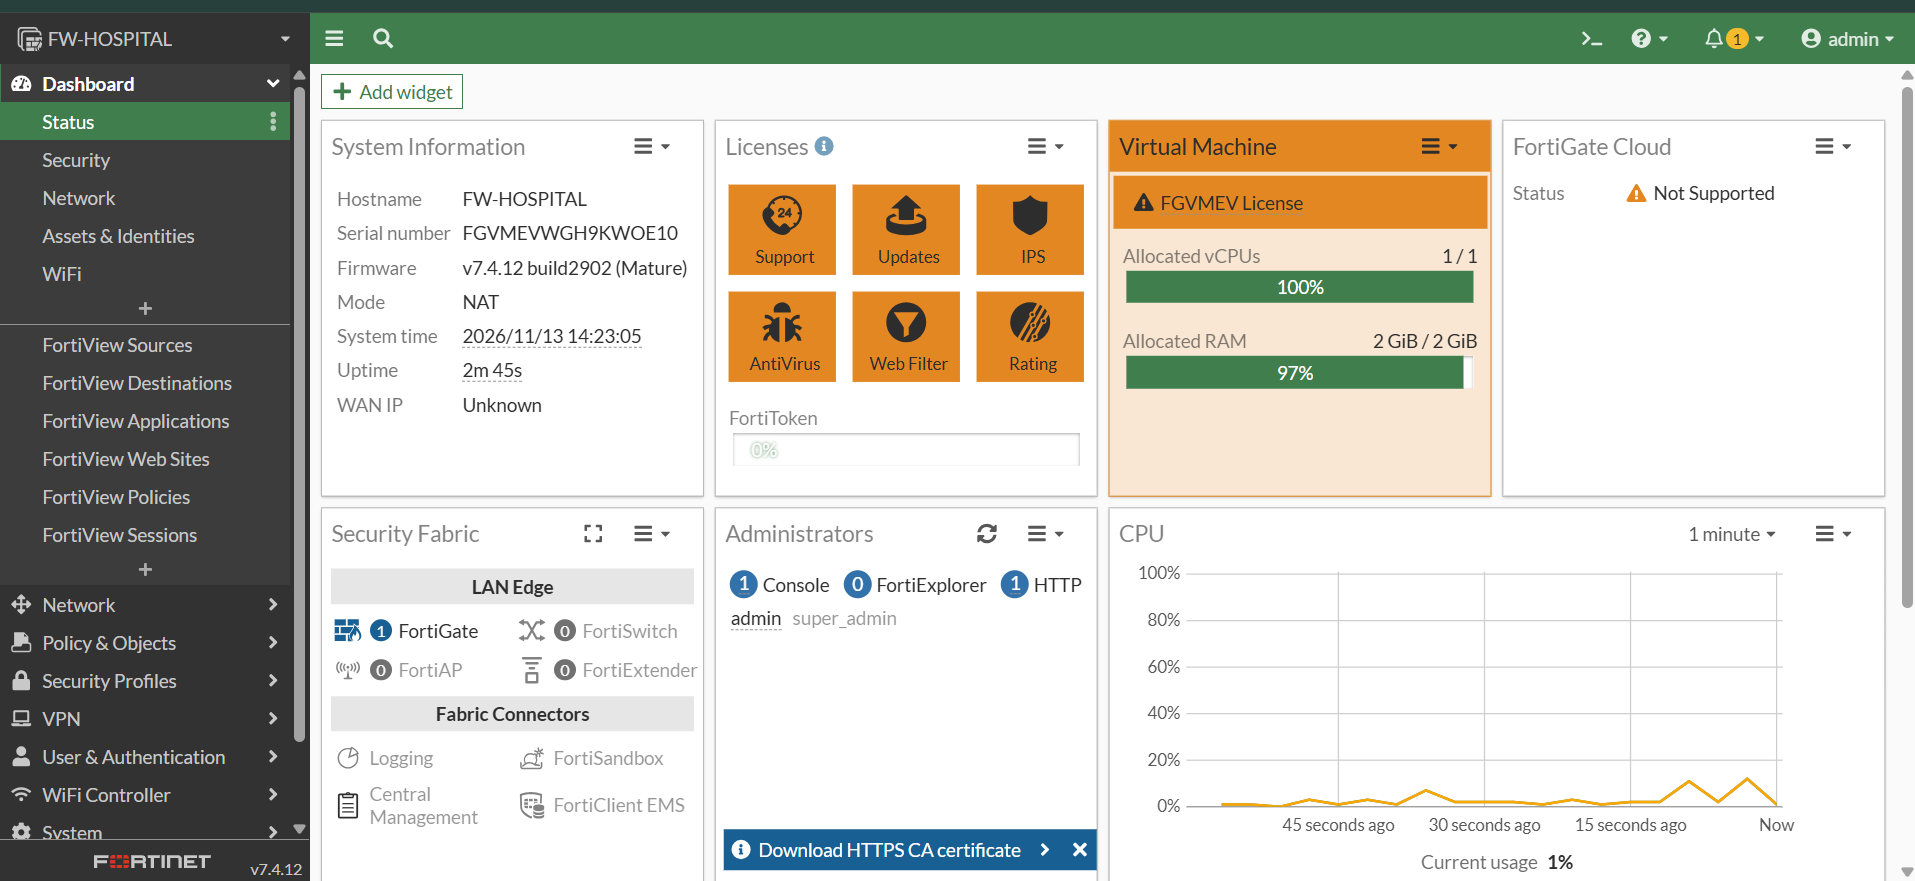 FW-HOSPITAL
1
admin
Dashboard
Status
Security
Network
Assets & Identities
WiFi
FortiView Sources
FortiView Destinations
FortiView Applications
FortiView Web Sites
FortiView Policies
FortiView Sessions
Network
Policy & Objects
Security Profiles
VPN
User & Authentication
WiFi Controller
System
FORTINET
v7.4.12
Add widget
System Information
Hostname FW-HOSPITAL
Serial number FGVMEVWGH9KWOE10
Firmware v7.4.12 build2902 (Mature)
Mode NAT
System time 2026/11/13 14:23:05
Uptime 2m 45s
WAN IP Unknown
Licenses
24
Support Updates IPS
AntiVirus Web Filter Rating
FortiToken
0%
Virtual Machine
FGVMEV License
Allocated vCPUs 1 / 1
100%
Allocated RAM 2 GiB / 2 GiB
97%
FortiGate Cloud
Status Not Supported
Security Fabric
LAN Edge
1 FortiGate 0 FortiSwitch
0 FortiAP 0 FortiExtender
Fabric Connectors
Logging FortiSandbox
Central Management FortiClient EMS
Administrators
1 Console 0 FortiExplorer 1 HTTP
admin super_admin
Download HTTPS CA certificate
CPU 1 minute
100%
80%
60%
40%
20%
0%
45 seconds ago 30 seconds ago 15 seconds ago Now
Current usage 1%